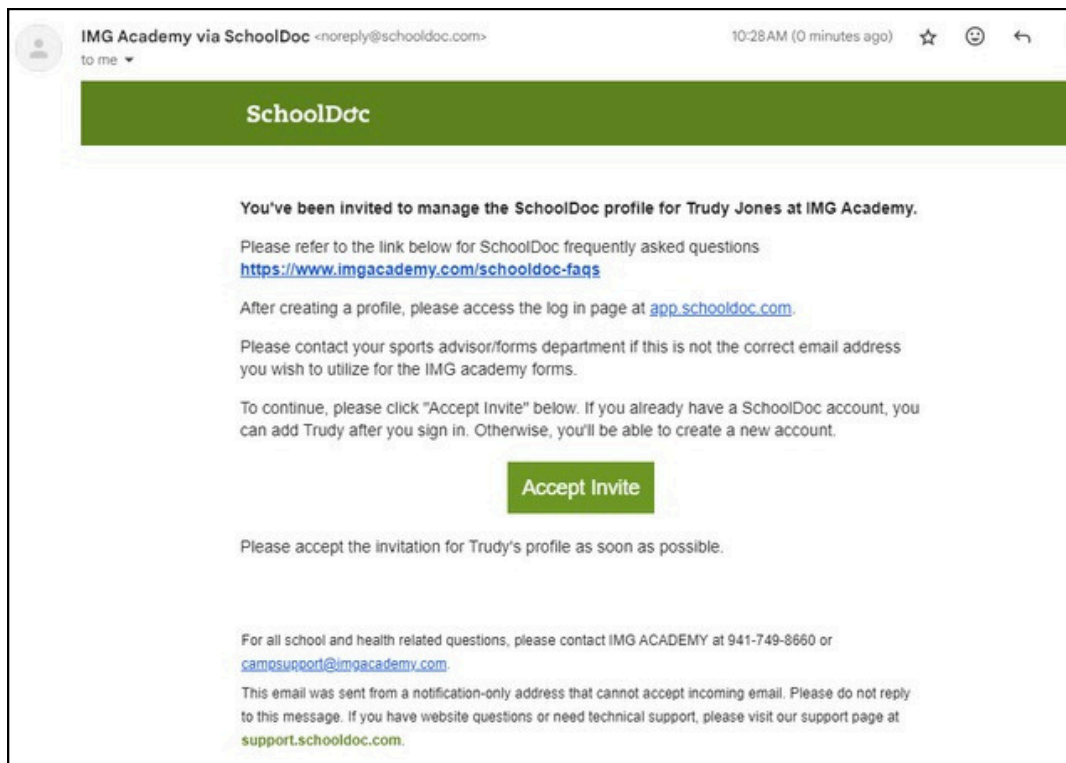 IMG Academy via SchoolDoc <noreply@schooldoc.com>
10:28 AM (0 minutes ago)
to me
SchoolDoc
You've been invited to manage the SchoolDoc profile for Trudy Jones at IMG Academy.
Please refer to the link below for SchoolDoc frequently asked questions
https://www.imgacademy.com/schooldoc-faqs
After creating a profile, please access the log in page at app.schooldoc.com.
Please contact your sports advisor/forms department if this is not the correct email address
you wish to utilize for the IMG academy forms.
To continue, please click "Accept Invite" below. If you already have a SchoolDoc account, you
can add Trudy after you sign in. Otherwise, you'll be able to create a new account.
Accept Invite
Please accept the invitation for Trudy's profile as soon as possible.
For all school and health related questions, please contact IMG ACADEMY at 941-749-8660 or
campsupport@imgacademy.com.
This email was sent from a notification-only address that cannot accept incoming email. Please do not reply
to this message. If you have website questions or need technical support, please visit our support page at
support.schooldoc.com.